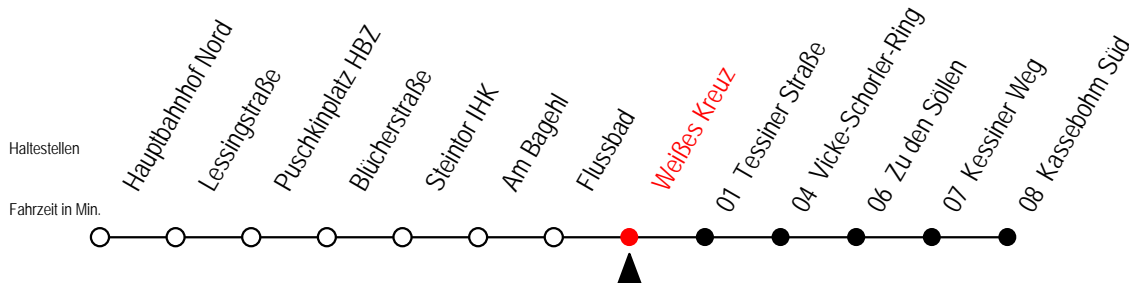 Haltestellen
Fahrzeit in Min.
Hauptbahnhof Nord
Lessingstraße
Puschkinplatz HBZ
Blücherstraße
Steintor IHK
Am Bagehl
Flussbad
Weißes Kreuz
01 Tessiner Straße
04 Vicke-Schorler-Ring
06 Zu den Söllen
07 Kessiner Weg
08 Kassebohm Süd